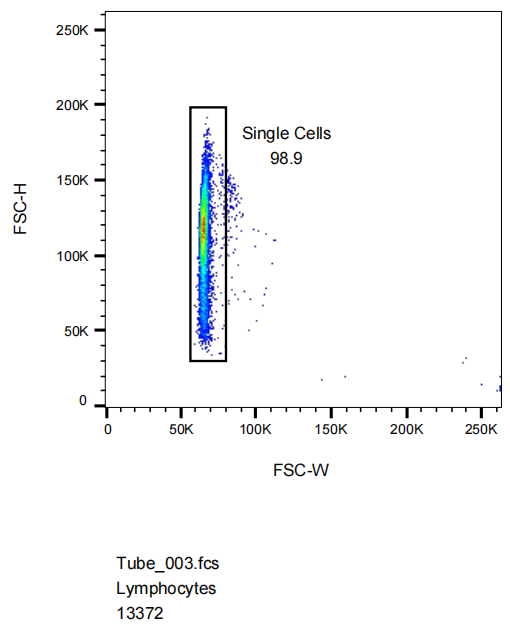 250K
200K
Single Cells
98.9
150K
FSC-H
100K
50K
0
0 50K 100K 150K 200K 250K
FSC-W
Tube_003.fcs
Lymphocytes
13372